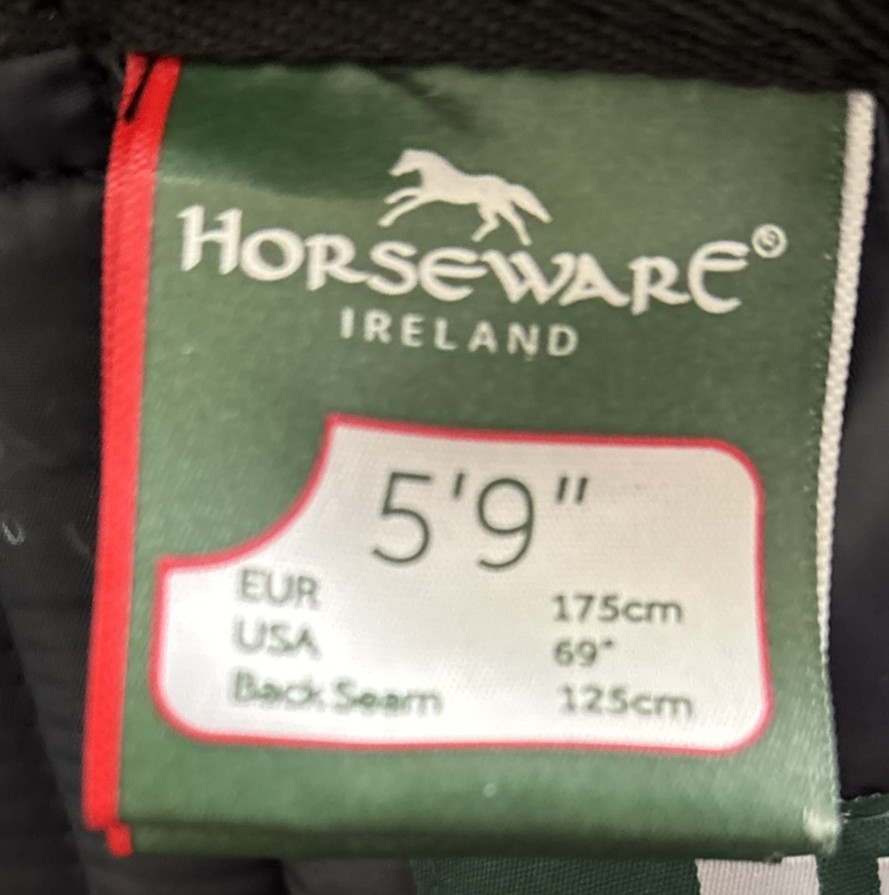 HORSEWARE®
IRELAND
5'9"
EUR 175cm
USA 69"
Back Seam 125cm